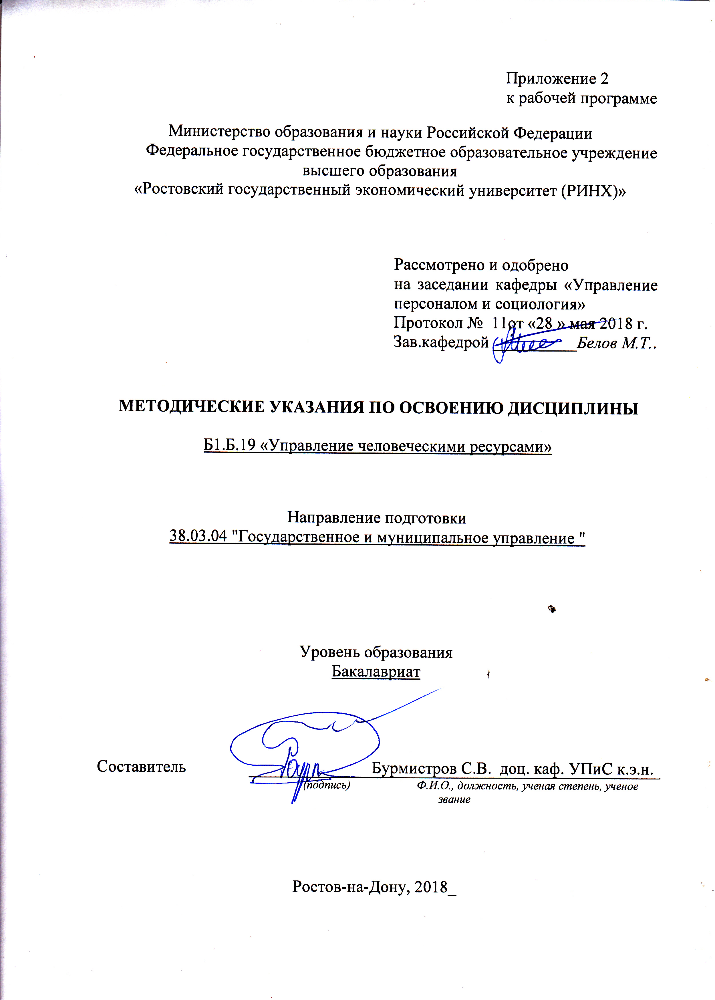 Приложение 2
к рабочей программе
Министерство образования и науки Российской Федерации
Федеральное государственное бюджетное образовательное учреждение
высшего образования
«Ростовский государственный экономический университет (РИНХ)»
Рассмотрено и одобрено
на заседании кафедры «Управление
персоналом и социология»
Протокол № 11от «28 » мая 2018 г.
Зав.кафедрой __________Белов М.Т..
МЕТОДИЧЕСКИЕ УКАЗАНИЯ ПО ОСВОЕНИЮ ДИСЦИПЛИНЫ
Б1.Б.19 «Управление человеческими ресурсами»
Направление подготовки
38.03.04 "Государственное и муниципальное управление "
Уровень образования
Бакалавриат
Составитель Бурмистров С.В. доц. каф. УПиС к.э.н.
(подпись) Ф.И.О., должность, ученая степень, ученое
звание
Ростов-на-Дону, 2018_